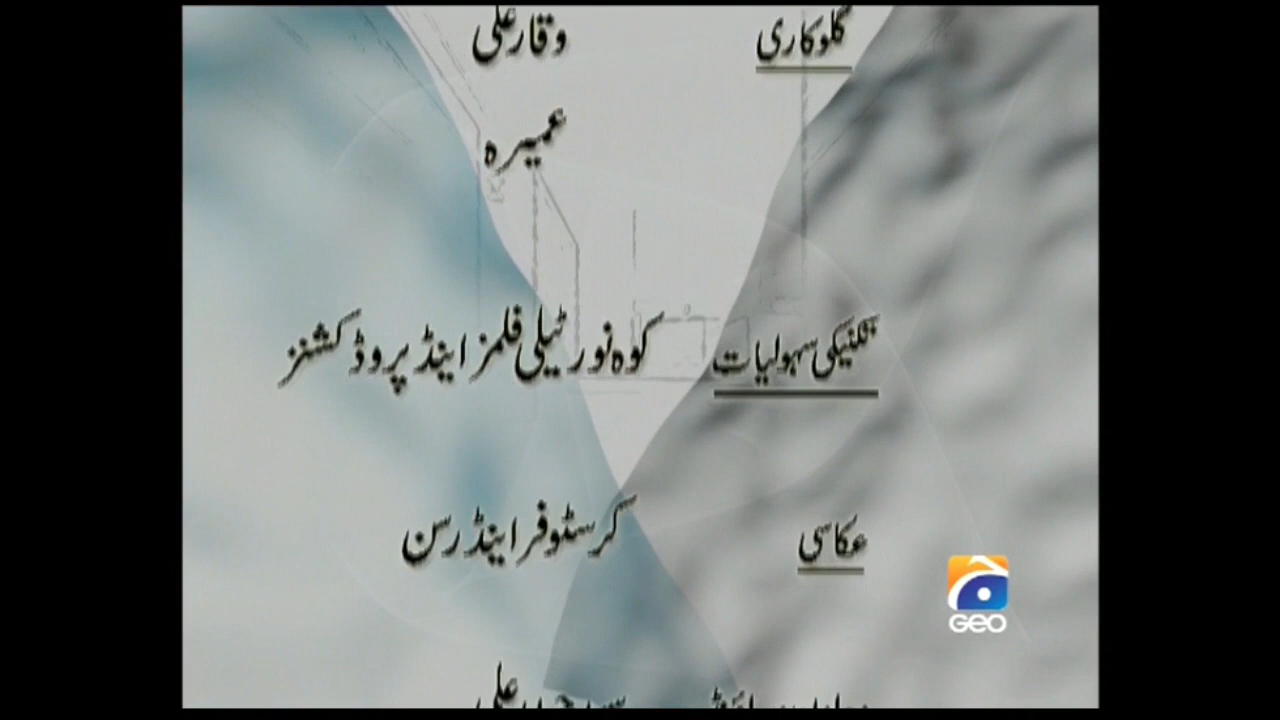 گلوکاری وقار علی
عمیرہ
تکنیکی سہولیات کوہ نور ٹیلی فلمز اینڈ پروڈکشنز
عکاسی کرسٹوفر اینڈرسن
GEO